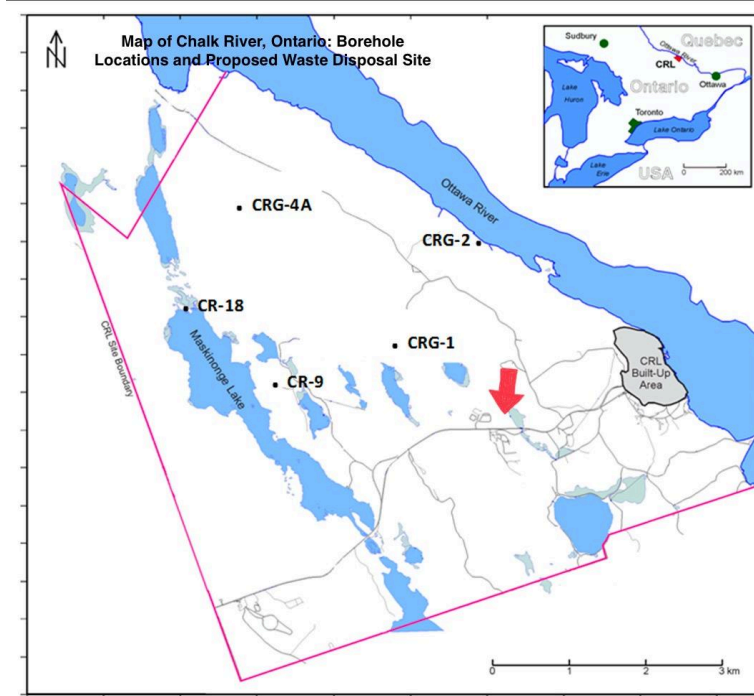 N
Map of Chalk River, Ontario: Borehole
Locations and Proposed Waste Disposal Site
Sudbury
Quebec
Ottawa River
CRL
Ottawa
Ontario
Lake
Huron
Toronto
Lake Ontario
Lake
Erie
USA
0 200 km
Ottawa River
CRG-4A
CRG-2
CR-18
CRG-1
CRL Site Boundary
Maskinonge Lake
CR-9
CRL
Built-Up
Area
0 1 2 3 km